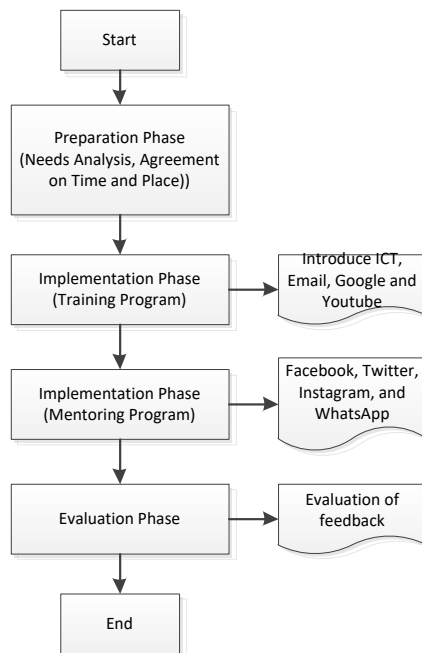 Start
Preparation Phase
(Needs Analysis, Agreement
on Time and Place))
Implementation Phase
(Training Program)
Introduce ICT,
Email, Google and
Youtube
Implementation Phase
(Mentoring Program)
Facebook, Twitter,
Instagram, and
WhatsApp
Evaluation Phase
Evaluation of
feedback
End